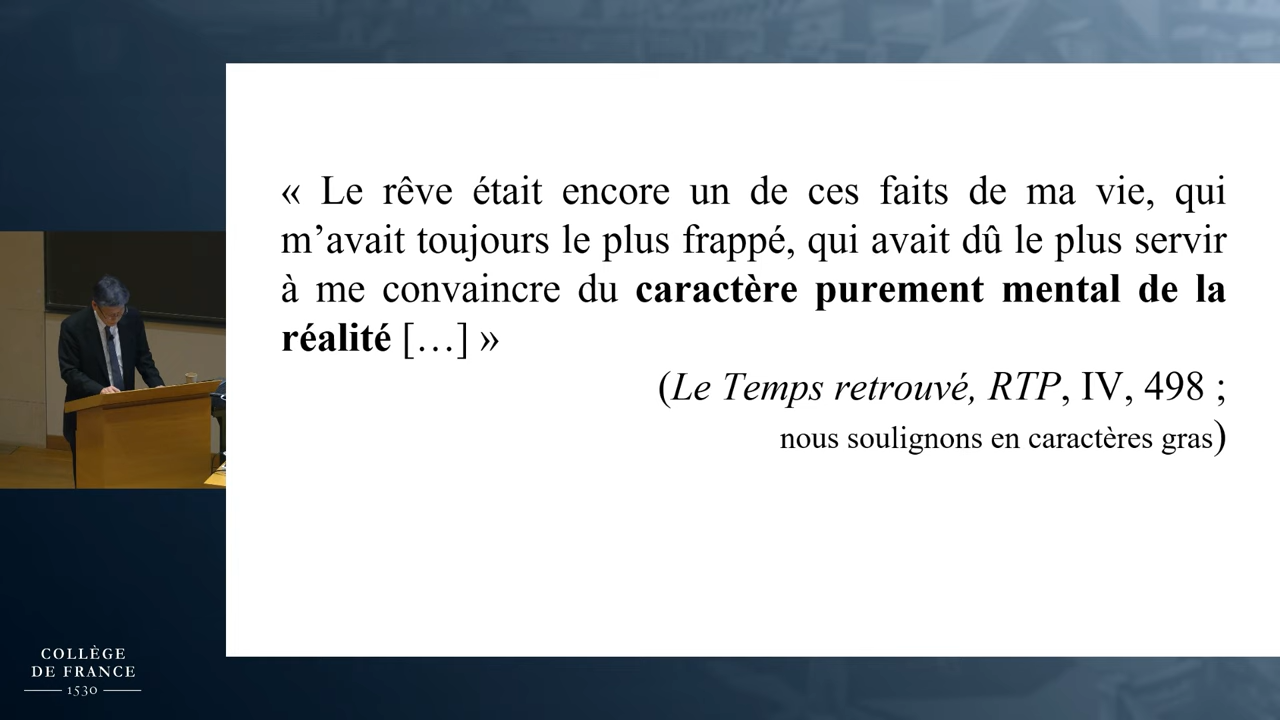 « Le rêve était encore un de ces faits de ma vie, qui
m’avait toujours le plus frappé, qui avait dû le plus servir
à me convaincre du caractère purement mental de la
réalité […] »
(Le Temps retrouvé, RTP, IV, 498 ;
nous soulignons en caractères gras)
COLLÈGE
DE FRANCE
1530